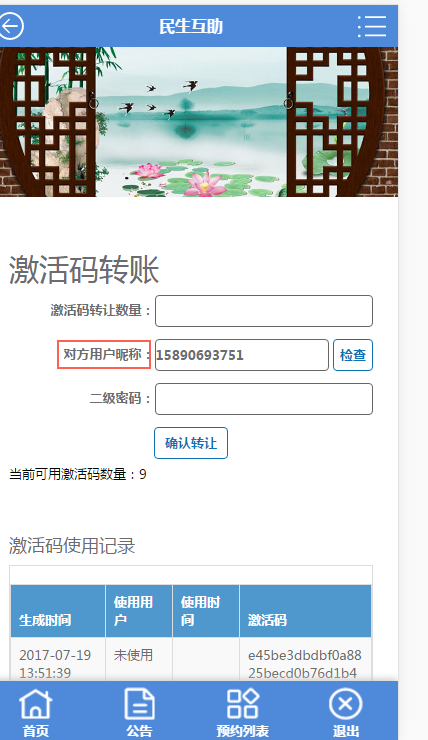 民生互助
激活码转账
激活码转让数量：
对方用户昵称：15890693751 检查
二级密码：
确认转让
当前可用激活码数量：9
激活码使用记录
生成时间 使用用户 使用时间 激活码
2017-07-19 未使用 e45be3dbdbf0a88
13:51:39 25becd0b76d1b4
首页 公告 预约列表 退出